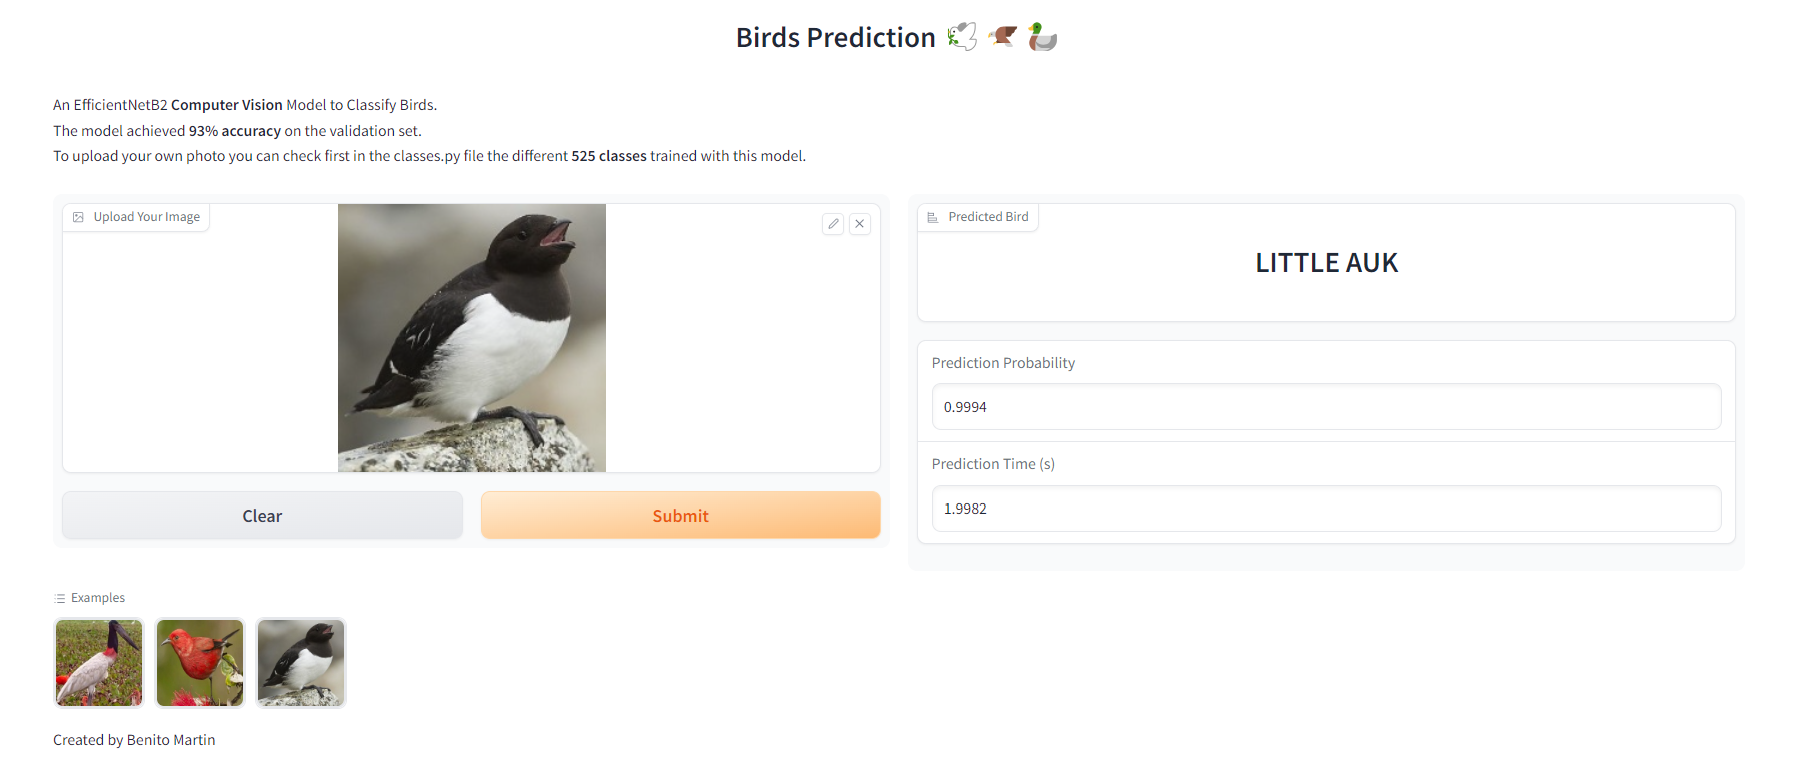 Birds Prediction 🕊️ 🦅 🦆
An EfficientNetB2 Computer Vision Model to Classify Birds.
The model achieved 93% accuracy on the validation set.
To upload your own photo you can check first in the classes.py file the different 525 classes trained with this model.
Upload Your Image
Predicted Bird
LITTLE AUK
Prediction Probability
0.9994
Prediction Time (s)
1.9982
Clear
Submit
Examples
Created by Benito Martin